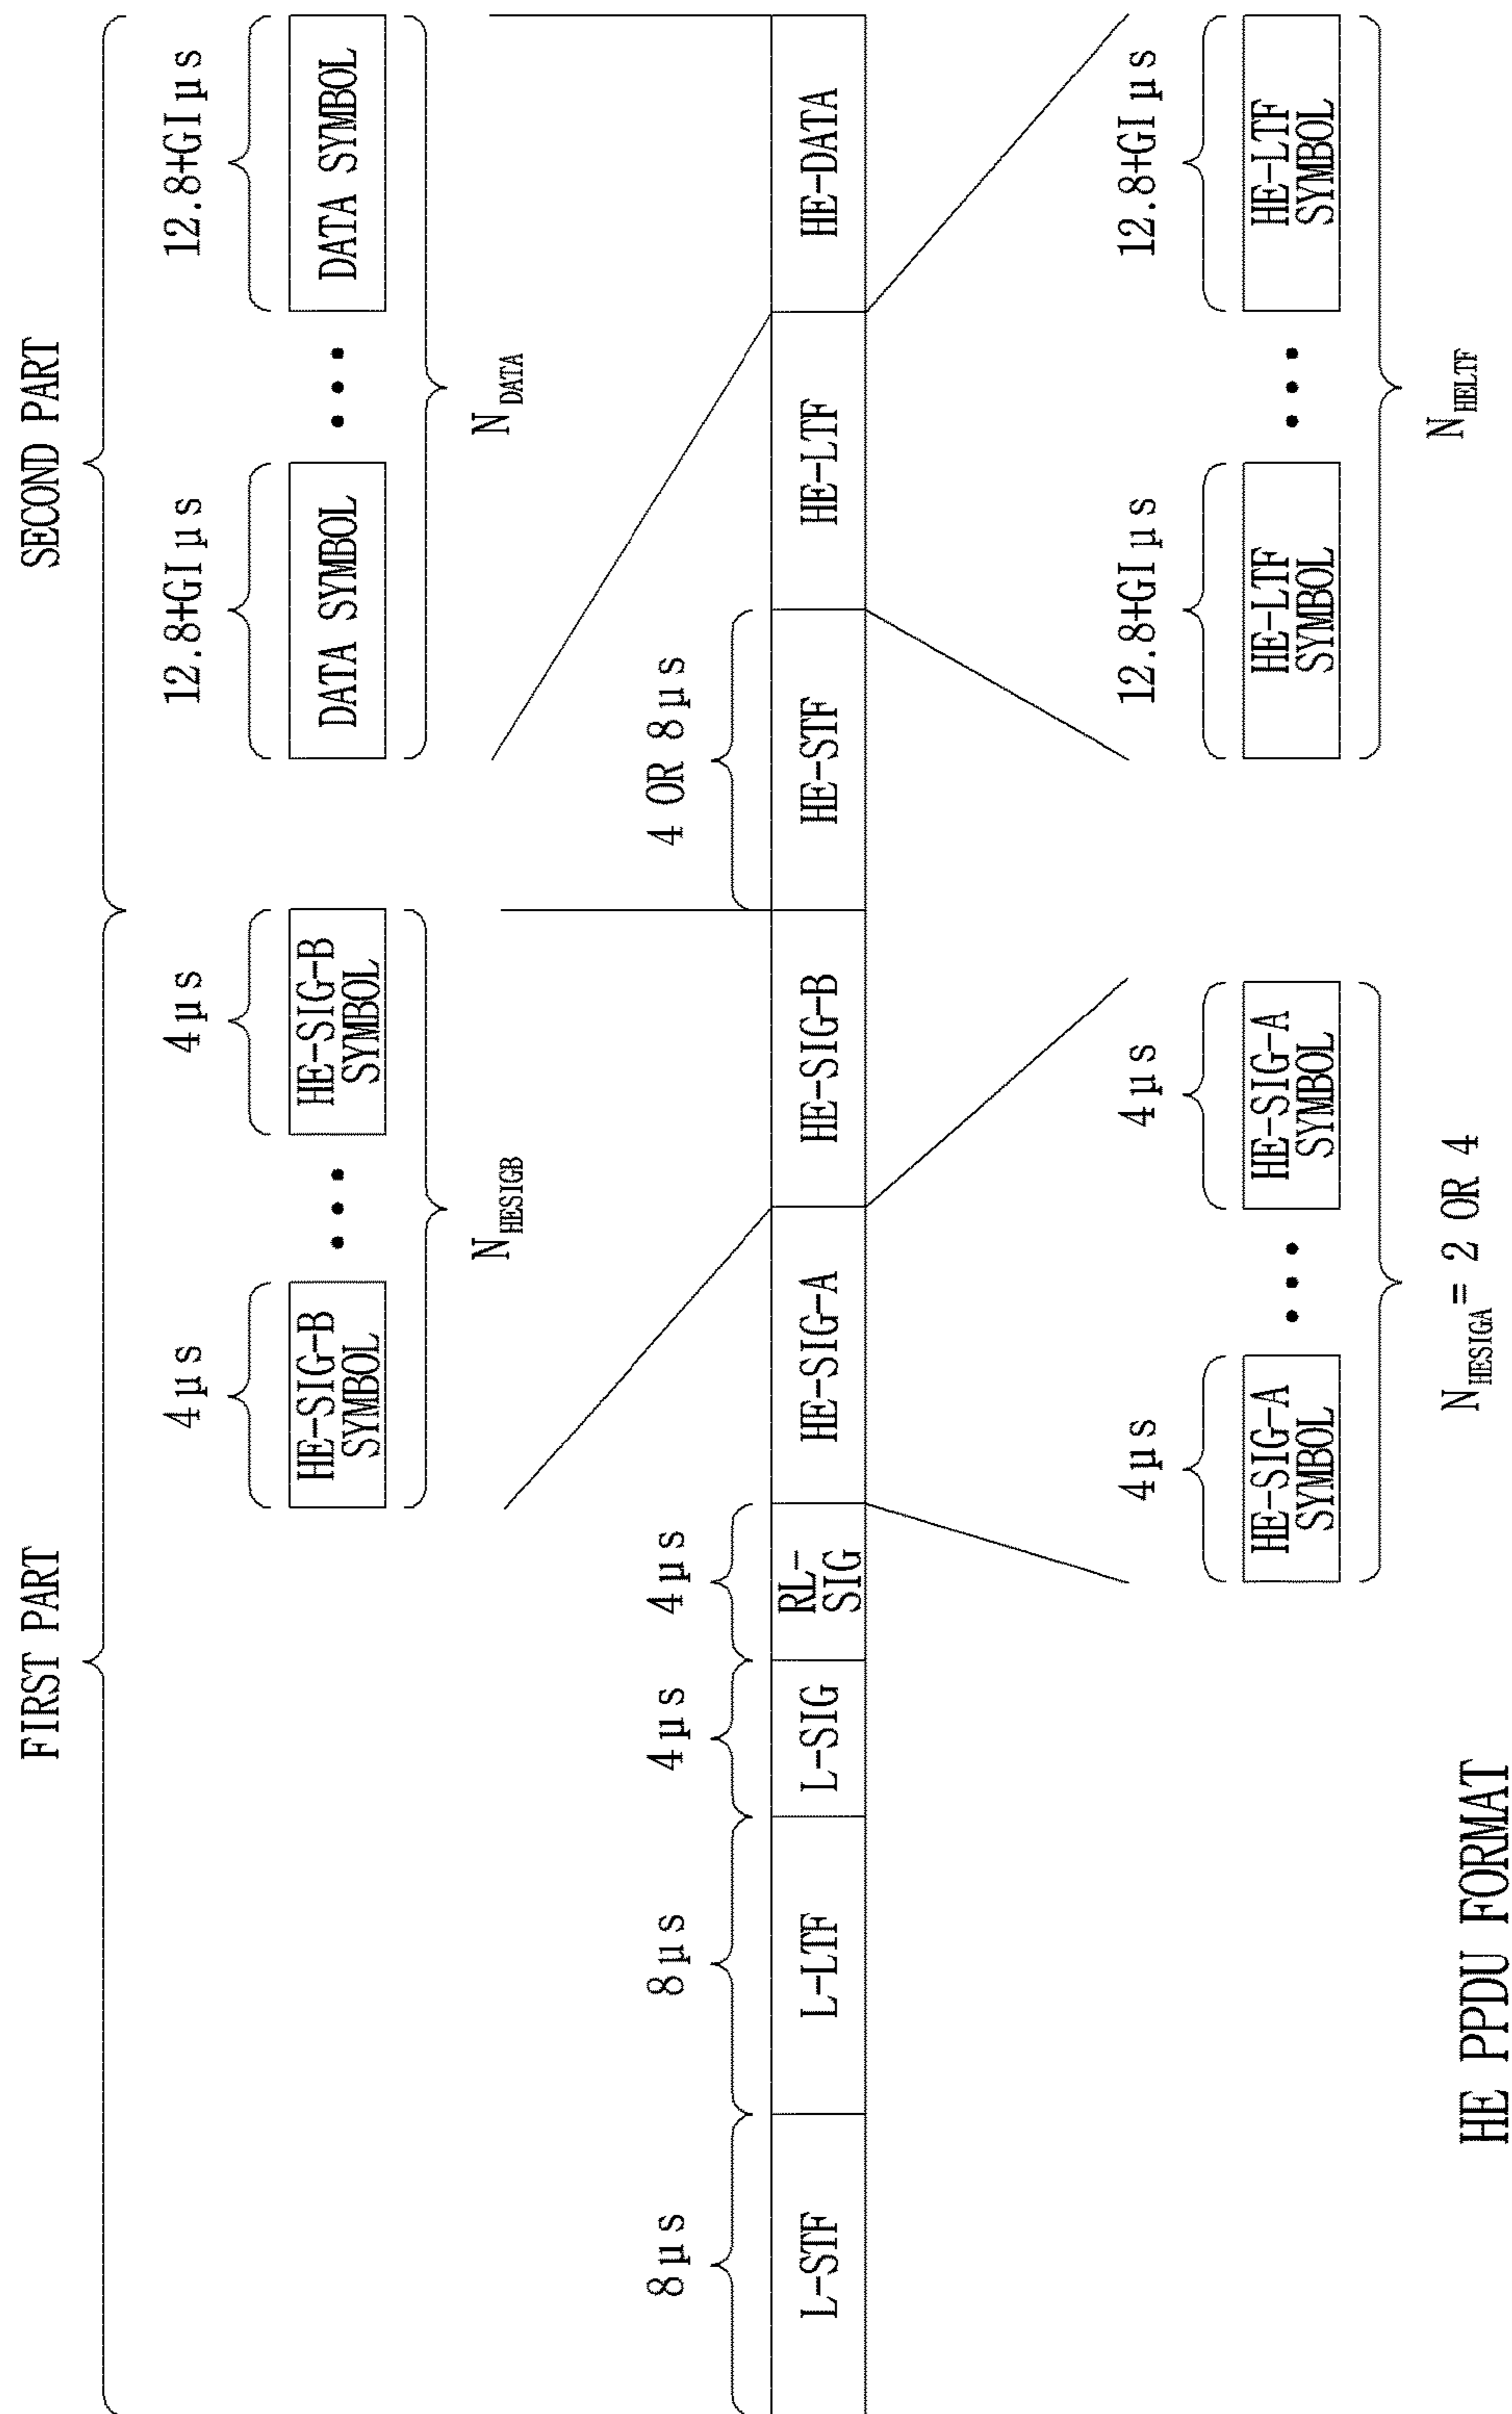 FIRST PART
SECOND PART
4μs
4μs
12.8+GIμs
12.8+GIμs
HE-SIG-B
SYMBOL
HE-SIG-B
SYMBOL
DATA SYMBOL
DATA SYMBOL
N_HESIGB
N_DATA
8μs
8μs
4μs
4μs
4 OR 8μs
L-STF
L-LTF
L-SIG
RL-
SIG
HE-SIG-A
HE-SIG-B
HE-STF
HE-LTF
HE-DATA
4μs
4μs
12.8+GIμs
12.8+GIμs
HE-SIG-A
SYMBOL
HE-SIG-A
SYMBOL
HE-LTF
SYMBOL
HE-LTF
SYMBOL
N_HESIGA= 2 OR 4
N_HELTF
HE PPDU FORMAT